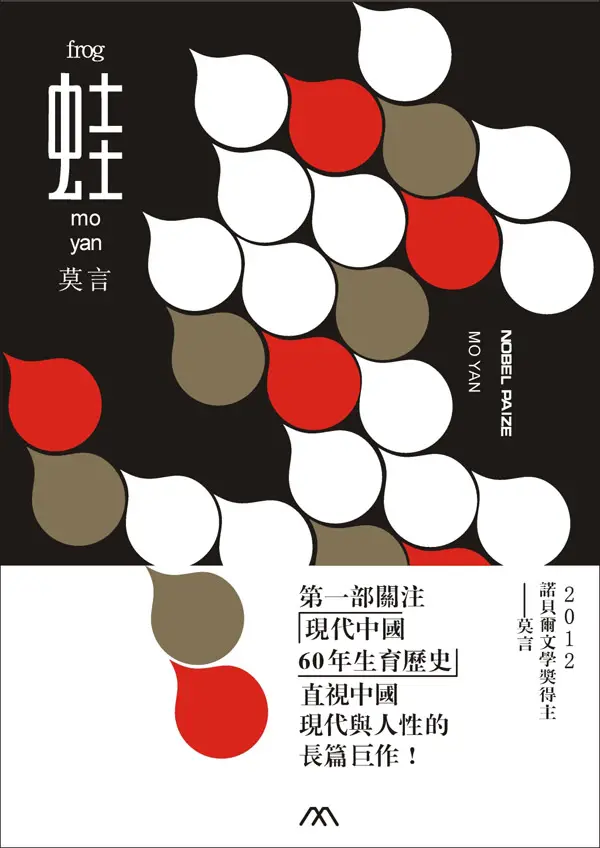 frog
蛙
mo
yan
莫言
NOBEL PAIZE
MO YAN
第一部關注
「現代中國
60年生育歷史」
直視中國
現代與人性的
長篇巨作！
2012
諾貝爾文學獎得主
——莫言